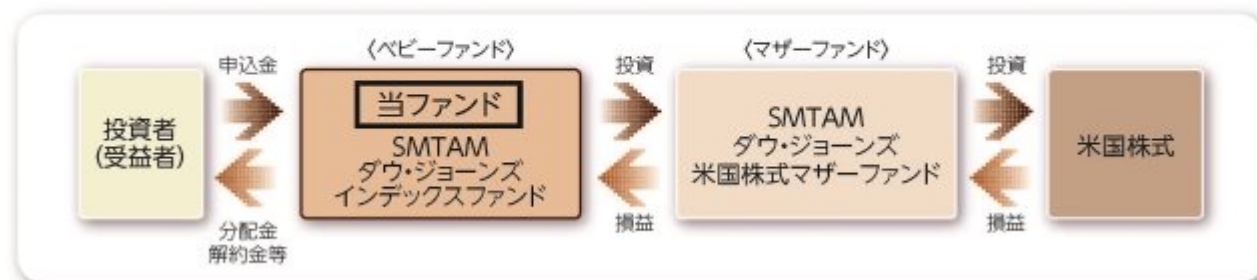 〈ベビーファンド〉
〈マザーファンド〉
申込金
投資
投資
投資者
(受益者)
当ファンド
SMTAM
ダウ・ジョーンズ
インデックスファンド
SMTAM
ダウ・ジョーンズ
米国株式マザーファンド
米国株式
分配金
解約金等
損益
損益